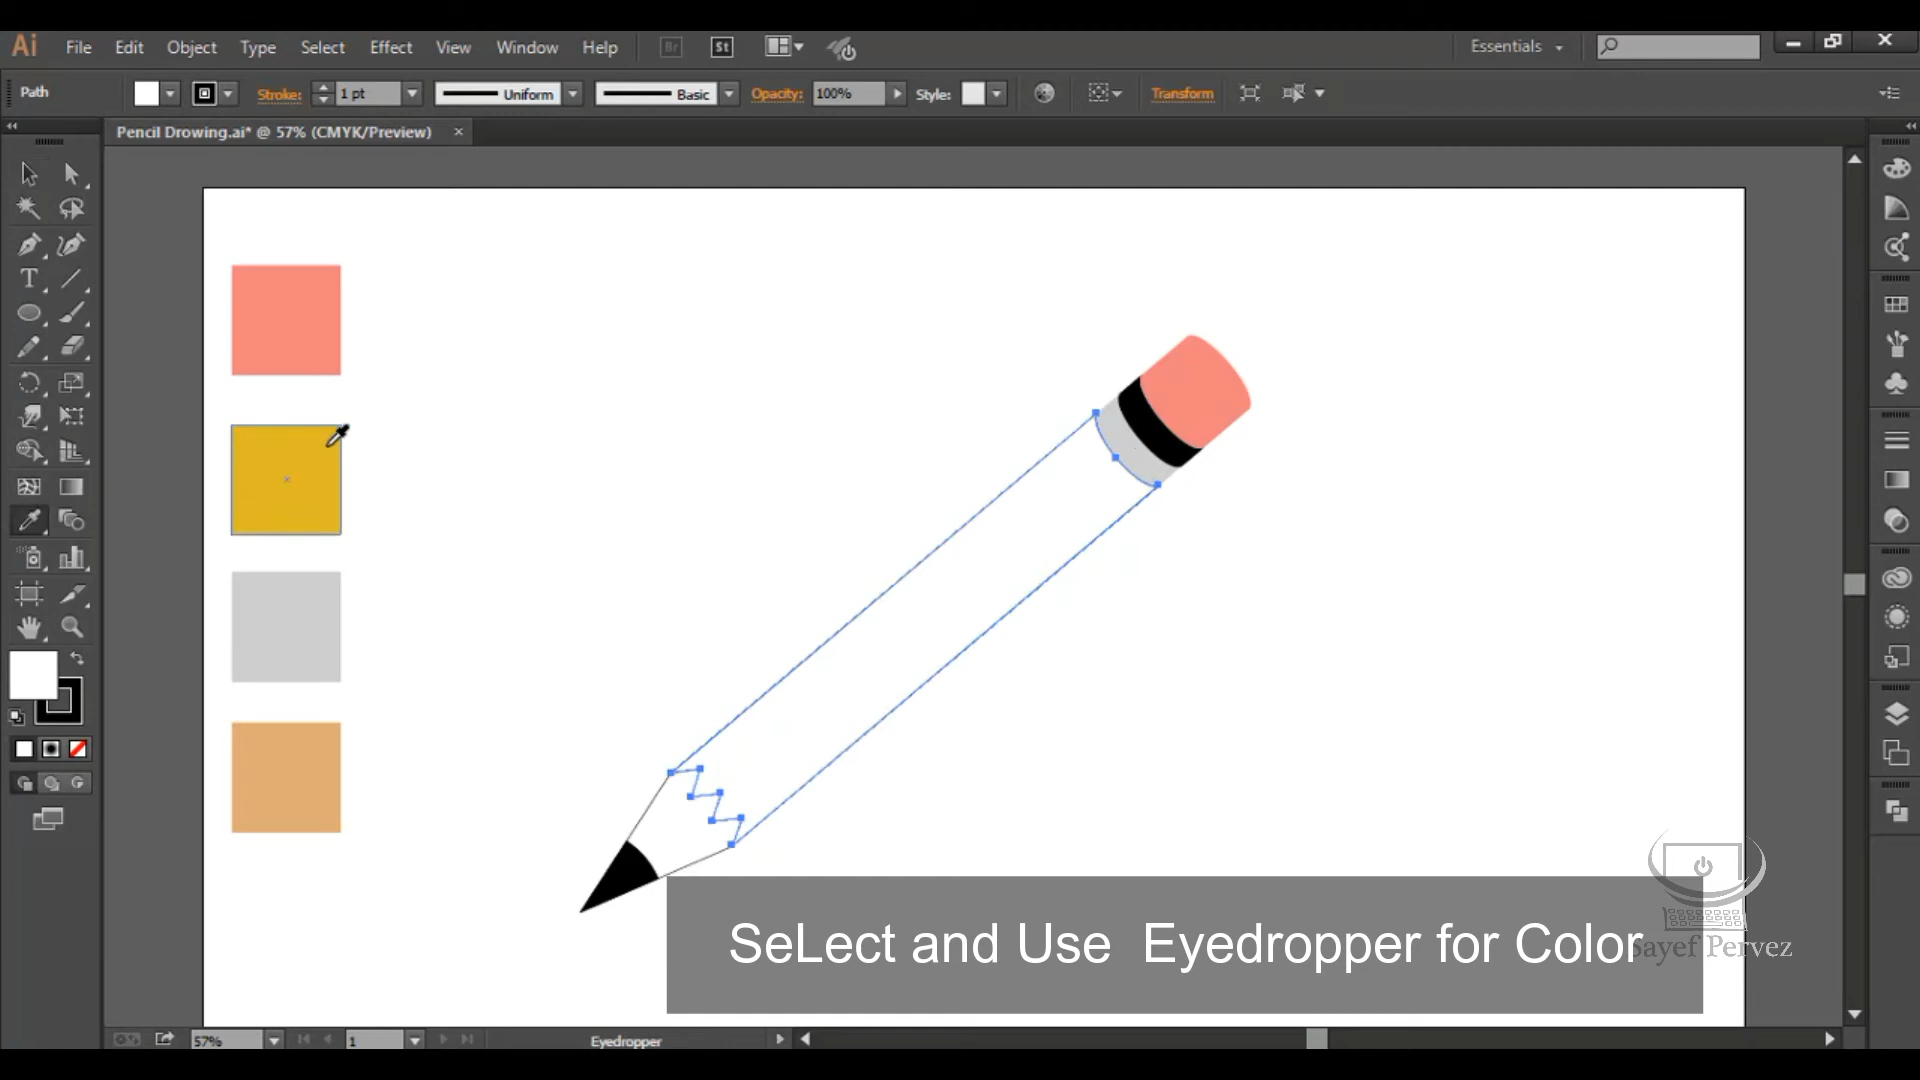 Ai File Edit Object Type Select Effect View Window Help Br St Essentials
Path Stroke: 1 pt Uniform Basic Opacity: 100% Style: Transform
Pencil Drowing.ai* @ 57% (CMYK/Preview) ×
T
SeLect and Use Eyedropper for Color
Sayef Pervez
57% 1 Eyedropper